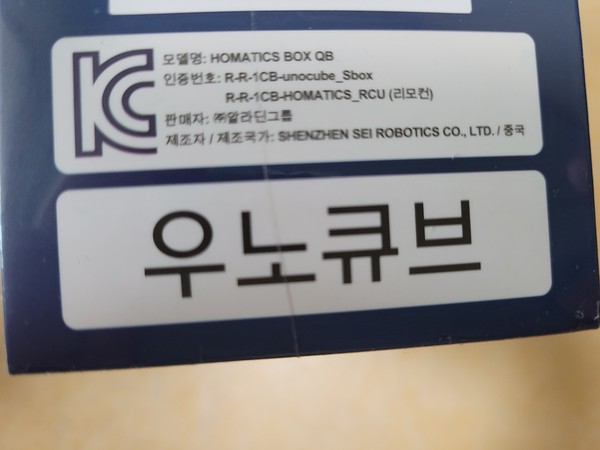 KC
모델명: HOMATICS BOX QB
인증번호: R-R-1CB-unocube_Sbox
R-R-1CB-HOMATICS_RCU (리모컨)
판매자: ㈜알라딘그룹
제조자 / 제조국가: SHENZHEN SEI ROBOTICS CO., LTD. / 중국
우노큐브